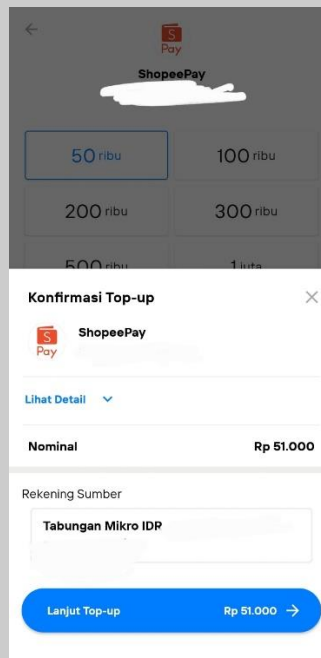 S
Pay
ShopeePay
50 ribu
100 ribu
200 ribu
300 ribu
500 ribu
1 juta
Konfirmasi Top-up
S
Pay
ShopeePay
Lihat Detail
Nominal
Rp 51.000
Rekening Sumber
Tabungan Mikro IDR
Lanjut Top-up
Rp 51.000